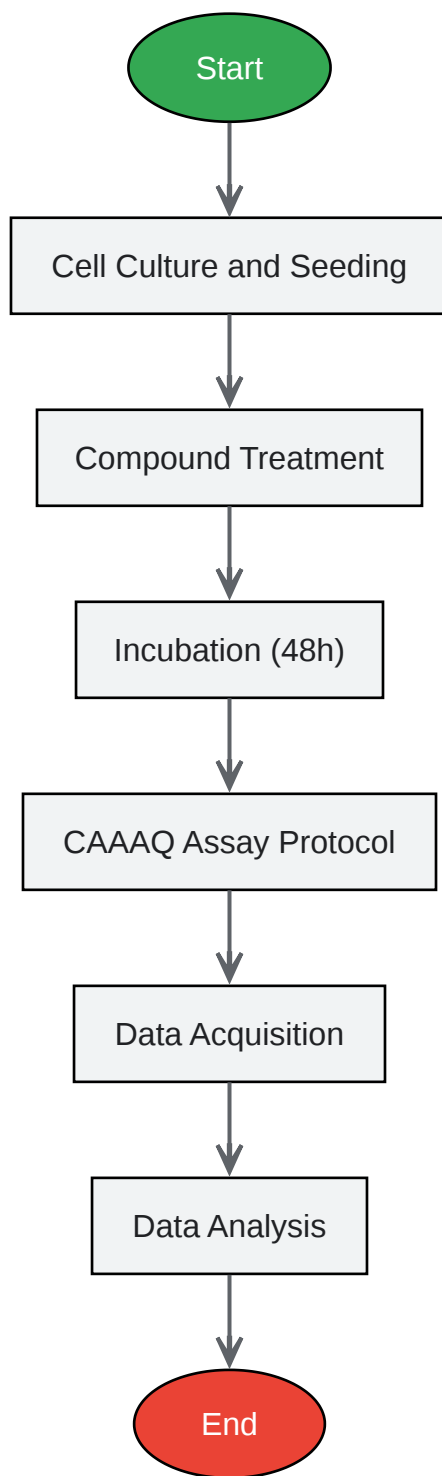 Start
Cell Culture and Seeding
Compound Treatment
Incubation (48h)
CAAAQ Assay Protocol
Data Acquisition
Data Analysis
End